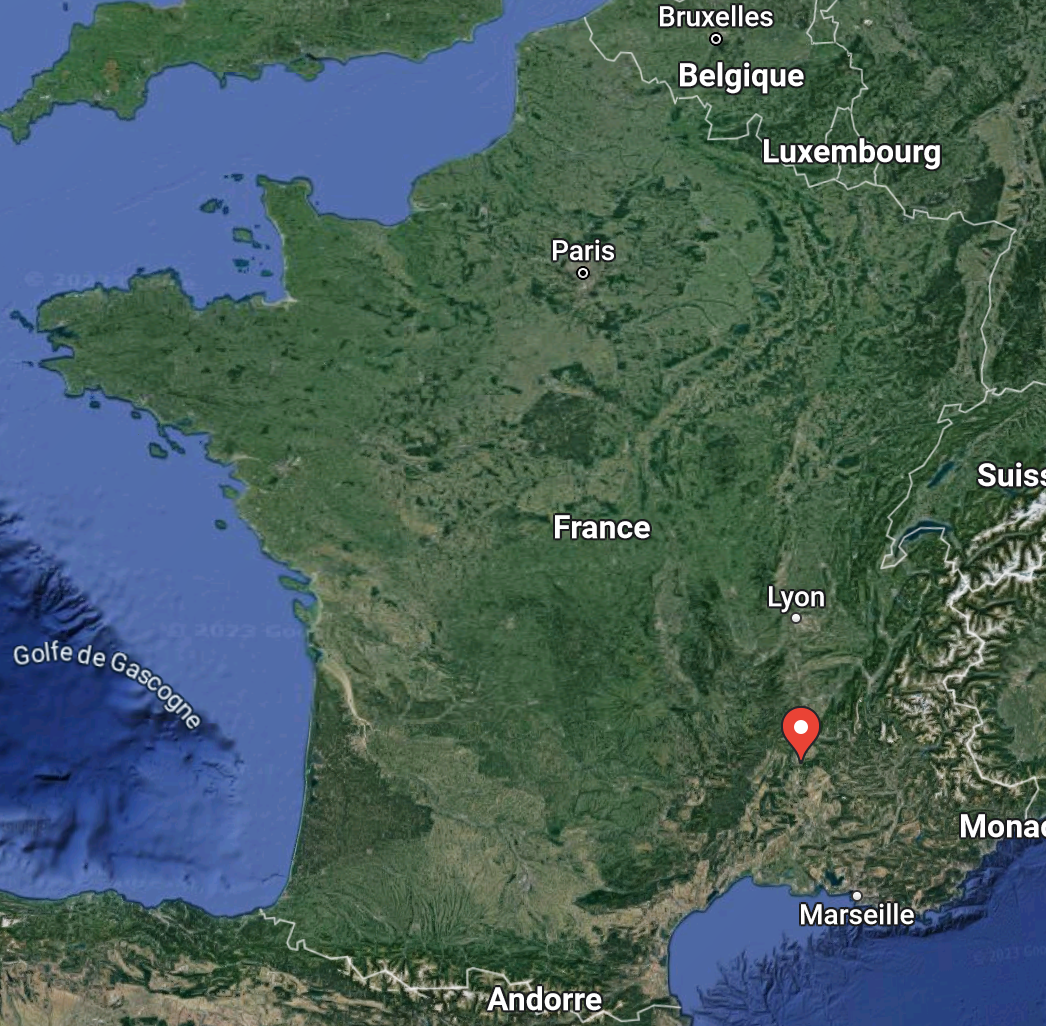 Bruxelles
Belgique
Luxembourg
Paris
Suiss
France
Lyon
Golfe de Gascogne
Monac
Marseille
Andorre